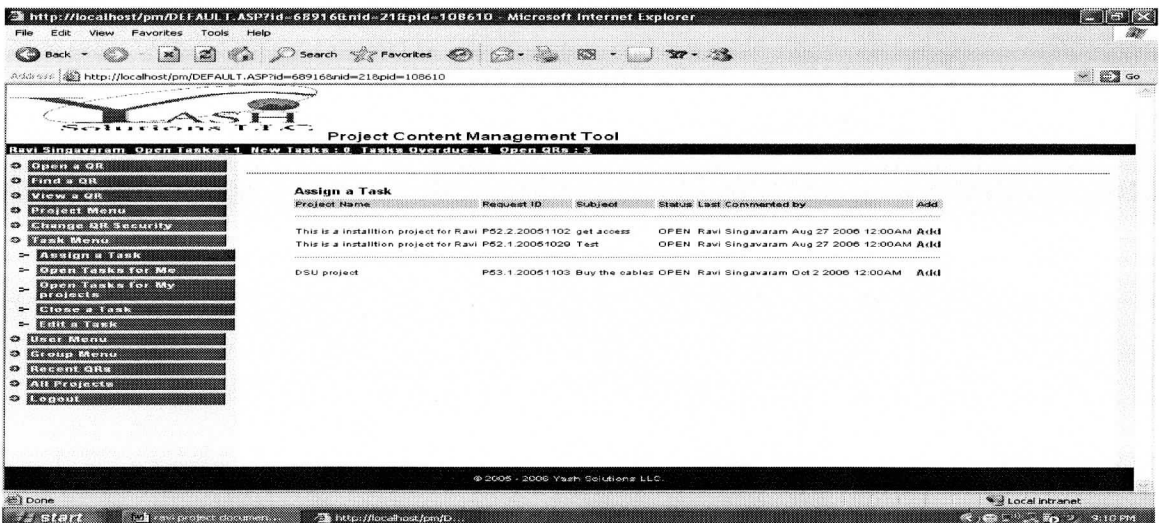 http://localhost/pm/DEFAULT.ASP?id=68916&nid=21&pid=108610 - Microsoft Internet Explorer
File Edit View Favorites Tools Help
Back Search Favorites
Address http://localhost/pm/DEFAULT.ASP?id=68916&nid=21&pid=108610 Go
YASH
Solutions LLC.
Project Content Management Tool
Ravi Singavaram Open Tasks : 1 New Tasks : 0 Tasks Overdue : 1 Open QRs : 3
Open a QR
Find a QR
View a QR
Project Menu
Change QR Security
Task Menu
Assign a Task
Open Tasks for Me
Open Tasks for My
projects
Close a Task
Edit a Task
User Menu
Group Menu
Recent QRs
All Projects
Logout
Assign a Task
Project Name Request ID Subject Status Last Commented by Add
This is a installtion project for Ravi P52.2.20051102 get access OPEN Ravi Singavaram Aug 27 2006 12:00AM Add
This is a installtion project for Ravi P52.1.20051029 Test OPEN Ravi Singavaram Aug 27 2006 12:00AM Add
DSU project P53.1.20051103 Buy the cables OPEN Ravi Singavaram Oct 2 2006 12:00AM Add
© 2005 - 2006 Yash Solutions LLC.
Done Local intranet
start ravi project documen... http://localhost/pm/D... 9:10 PM